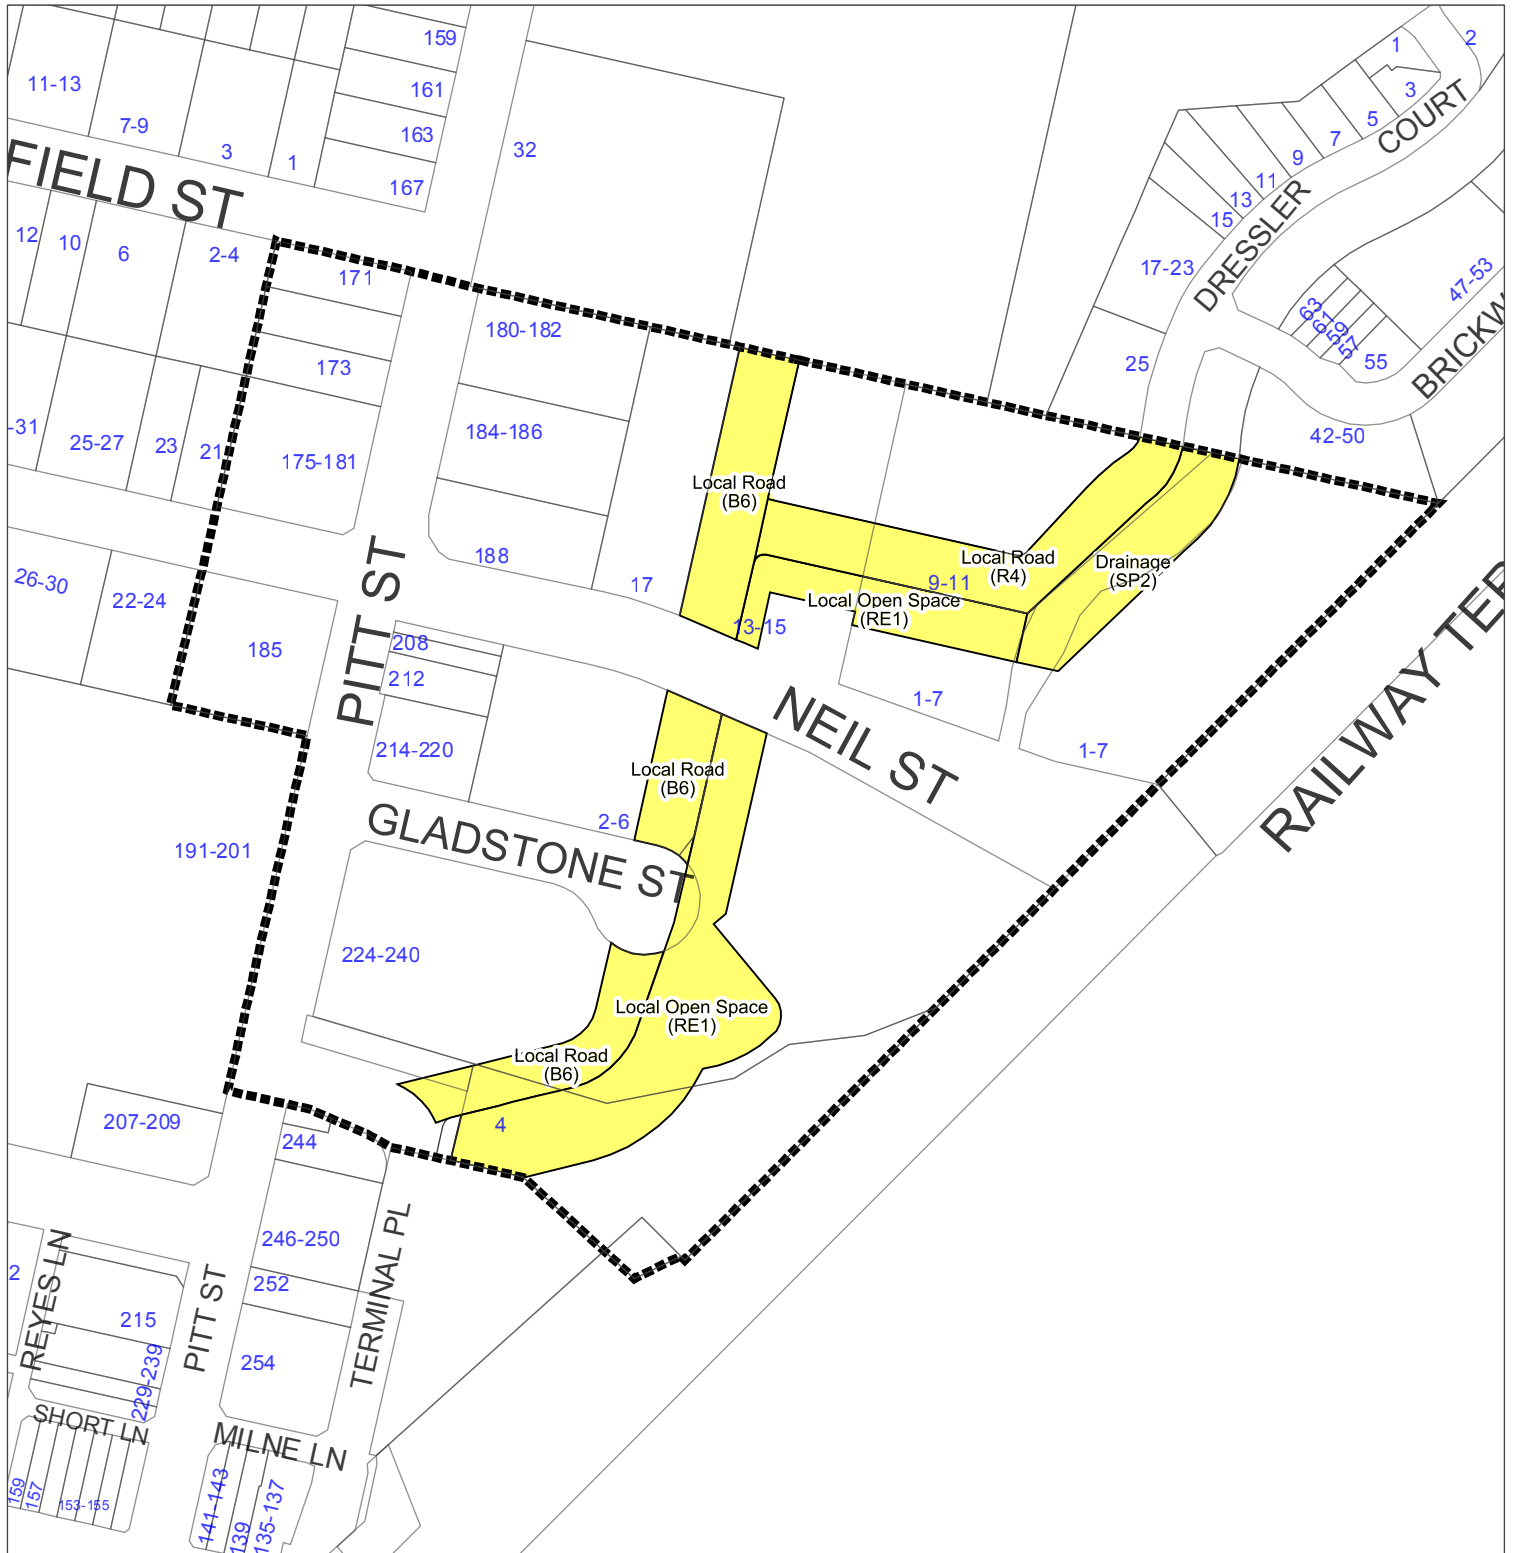 159
2
1
11-13
161
3
7-9
5
COURT
163
7
32
3
1
9
167
11
13
15
FIELD ST
DRESSLER
12
10
6
2-4
17-23
47-53
171
63
61
59
57
180-182
BRICKW
173
25
55
184-186
-31
25-27
23
21
175-181
42-50
Local Road
(B6)
188
17
Local Road
(R4)
9-11
Drainage
(SP2)
26-30
22-24
PITT ST
Local Open Space
(RE1)
13-15
RAILWAY TER
185
208
212
1-7
NEIL ST
214-220
1-7
Local Road
(B6)
2-6
GLADSTONE ST
191-201
224-240
Local Open Space
(RE1)
Local Road
(B6)
207-209
4
244
246-250
TERMINAL PL
REYES LN
2
252
PITT ST
215
254
229-239
SHORT LN
MILNE LN
159
157
153-155
141-143
139
135-137